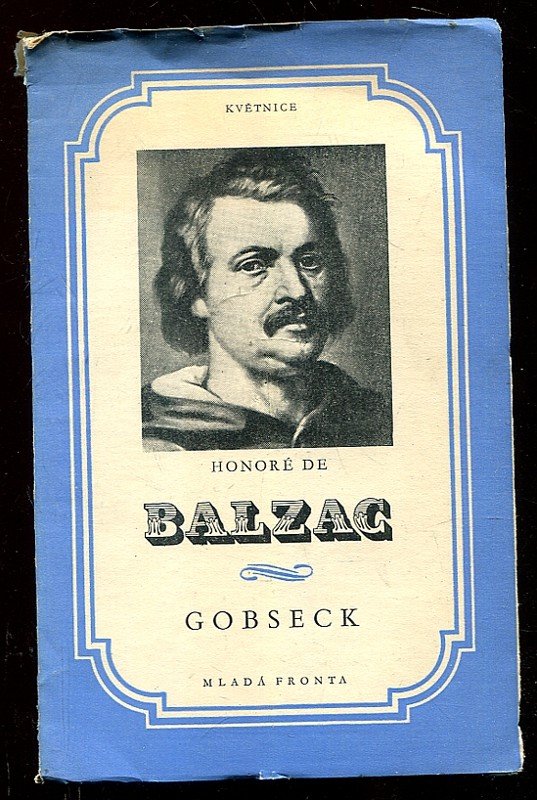 KVĚTNICE
HONORÉ DE
BALZAC
GOBSECK
MLADÁ FRONTA